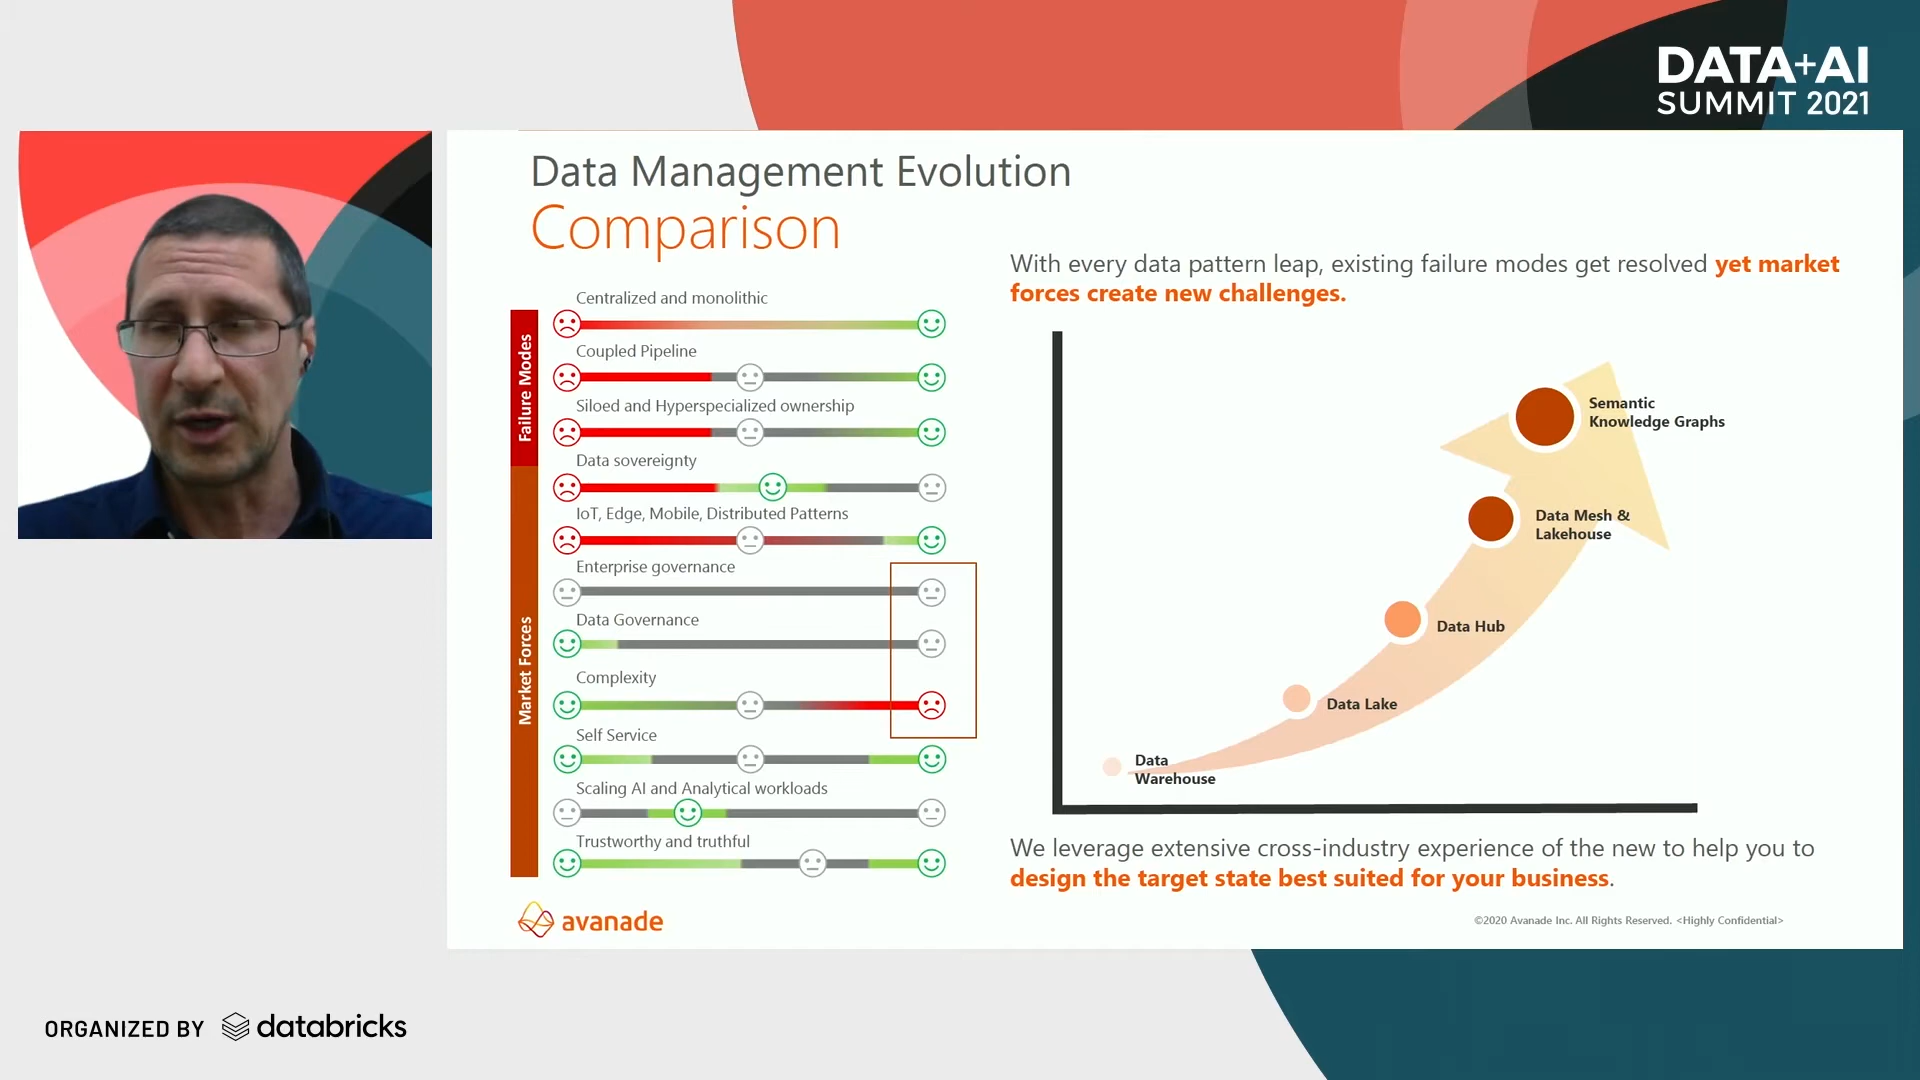 DATA+AI
SUMMIT 2021
Data Management Evolution
Comparison
With every data pattern leap, existing failure modes get resolved yet market
forces create new challenges.
Failure Modes
Centralized and monolithic
Coupled Pipeline
Siloed and Hyperspecialized ownership
Market Forces
Data sovereignty
IoT, Edge, Mobile, Distributed Patterns
Enterprise governance
Data Governance
Complexity
Self Service
Scaling AI and Analytical workloads
Trustworthy and truthful
Semantic
Knowledge Graphs
Data Mesh &
Lakehouse
Data Hub
Data Lake
Data
Warehouse
We leverage extensive cross-industry experience of the new to help you to
design the target state best suited for your business.
avanade
©2020 Avanade Inc. All Rights Reserved. <Highly Confidential>
ORGANIZED BY databricks